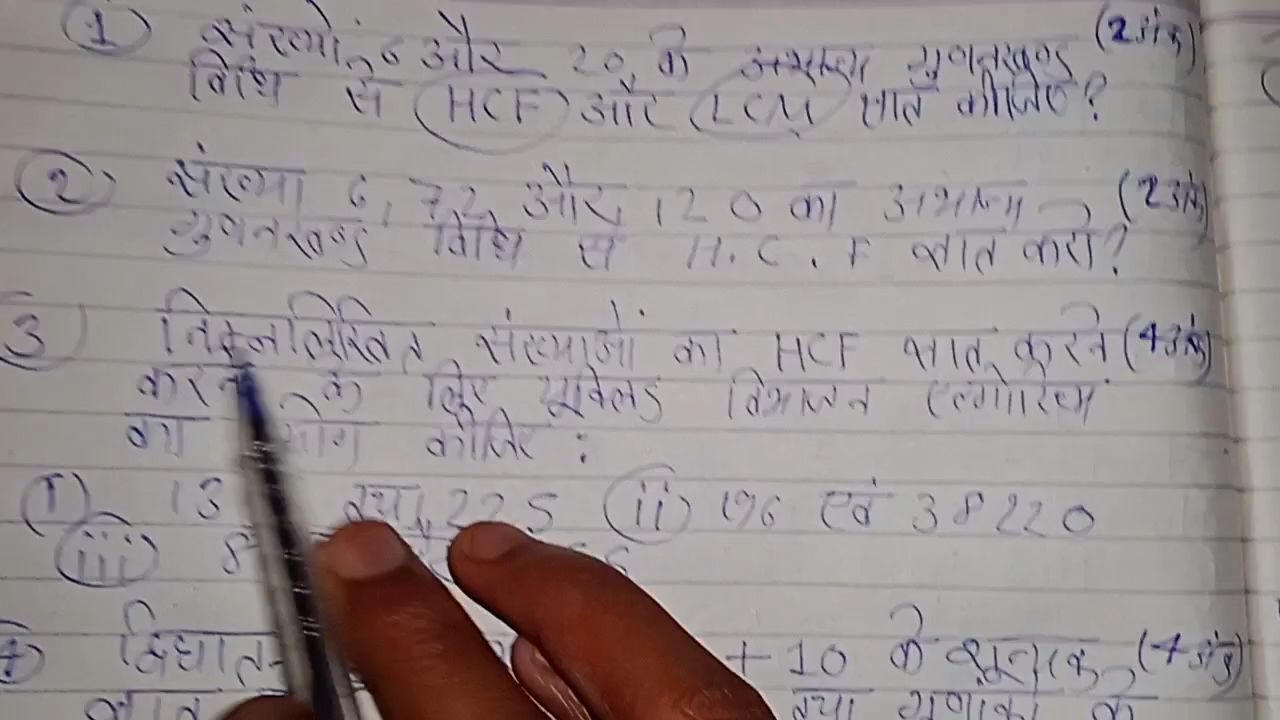 1 संख्याे 6 और 20 के अभाज्य गुणनखण्ड (2 अंक)
विधि से HCF और LCM ज्ञात कीजिए?
2 संख्या 6, 72 और 120 का अभाज्य (2 अंक)
गुणनखण्ड विधि से H.C.F ज्ञात करो?
3 निम्नलिखित संख्याओं का HCF ज्ञात करने (4 अंक)
करने के लिए यूक्लिड विभाजन एल्गोरिथ्म
का कीजिए :
(i) 13 तथा 225 (ii) 196 एवं 38220
(iii) 8
+ 10 के शून्यक (4 अंक)
ज्ञात तथा गुणांकों के